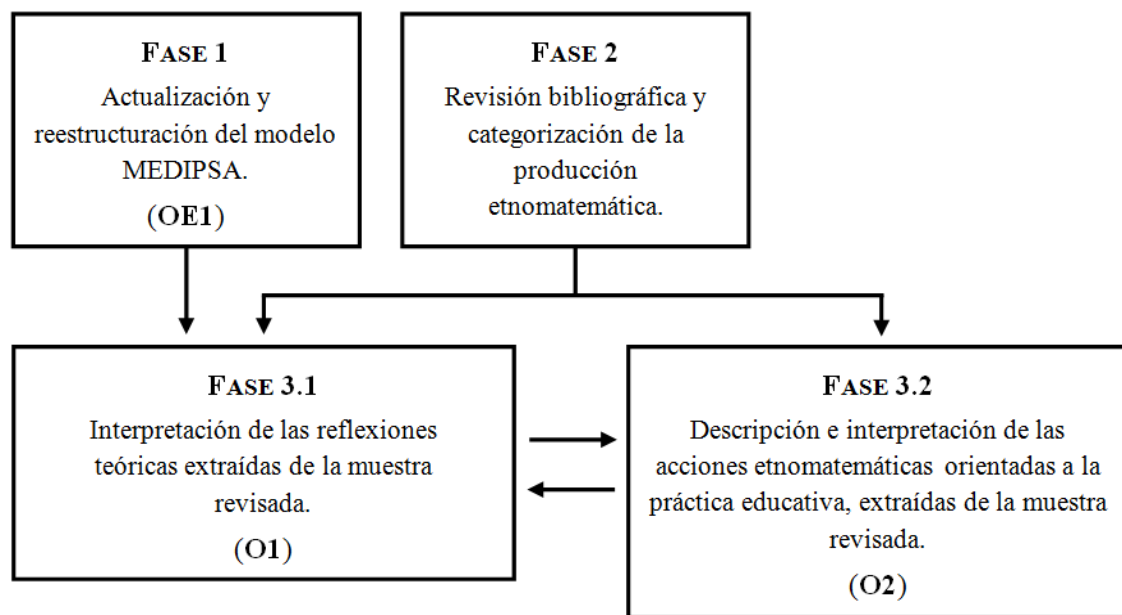 FASE 1
Actualización y
reestructuración del modelo
MEDIPSA.
(OE1)
FASE 2
Revisión bibliográfica y
categorización de la
producción
etnomatemática.
FASE 3.1
Interpretación de las reflexiones
teóricas extraídas de la muestra
revisada.
(O1)
FASE 3.2
Descripción e interpretación de las
acciones etnomatemáticas orientadas a la
práctica educativa, extraídas de la muestra
revisada.
(O2)